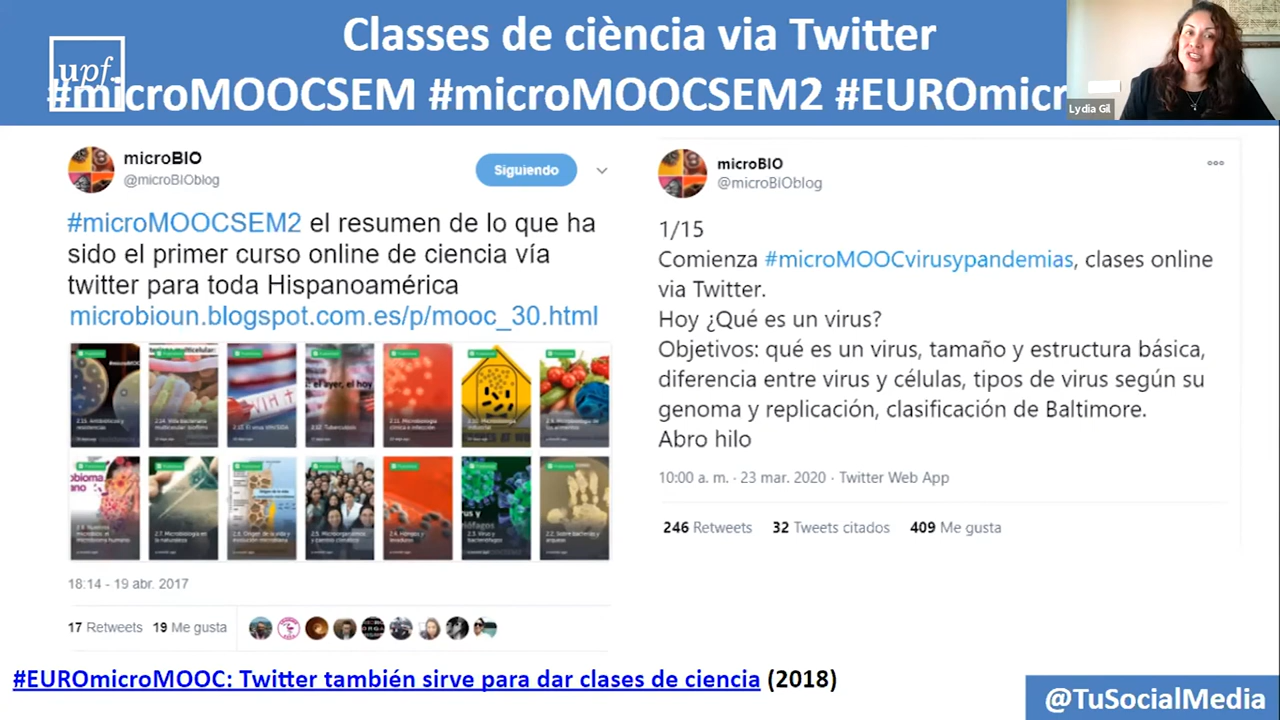 Classes de ciència via Twitter
upf.
#microMOOCSEM #microMOOCSEM2 #EUROmicr
Lydia Gil
microBIO
@microBIOblog
Siguiendo
#microMOOCSEM2 el resumen de lo que ha
sido el primer curso online de ciencia vía
twitter para toda Hispanoamérica
microbioun.blogspot.com.es/p/mooc_30.html
18:14 - 19 abr. 2017
17 Retweets 19 Me gusta
microBIO
@microBIOblog
1/15
Comienza #microMOOCvirusypandemias, clases online
via Twitter.
Hoy ¿Qué es un virus?
Objetivos: qué es un virus, tamaño y estructura básica,
diferencia entre virus y células, tipos de virus según su
genoma y replicación, clasificación de Baltimore.
Abro hilo
10:00 a. m. · 23 mar. 2020 · Twitter Web App
246 Retweets 32 Tweets citados 409 Me gusta
#EUROmicroMOOC: Twitter también sirve para dar clases de ciencia (2018)
@TuSocialMedia